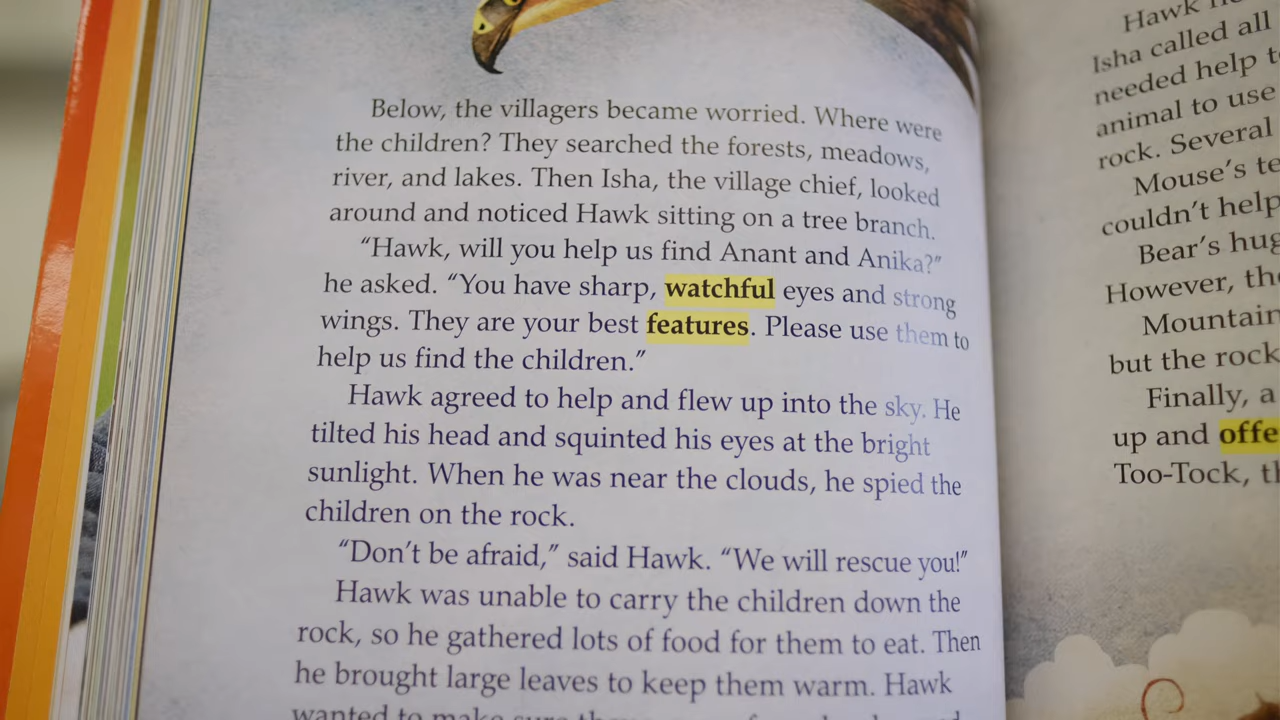 Below, the villagers became worried. Where were
the children? They searched the forests, meadows,
river, and lakes. Then Isha, the village chief, looked
around and noticed Hawk sitting on a tree branch.
“Hawk, will you help us find Anant and Anika?”
he asked. “You have sharp, watchful eyes and strong
wings. They are your best features. Please use them to
help us find the children.”
Hawk agreed to help and flew up into the sky. He
tilted his head and squinted his eyes at the bright
sunlight. When he was near the clouds, he spied the
children on the rock.
“Don’t be afraid,” said Hawk. “We will rescue you!”
Hawk was unable to carry the children down the
rock, so he gathered lots of food for them to eat. Then
he brought large leaves to keep them warm. Hawk
wanted to make sure
Hawk
Isha called all
needed help
animal to use
rock. Several
Mouse’s
couldn’t help
Bear’s
However,
Mountain
but the rock
Finally, a
up and
Too-Tock,